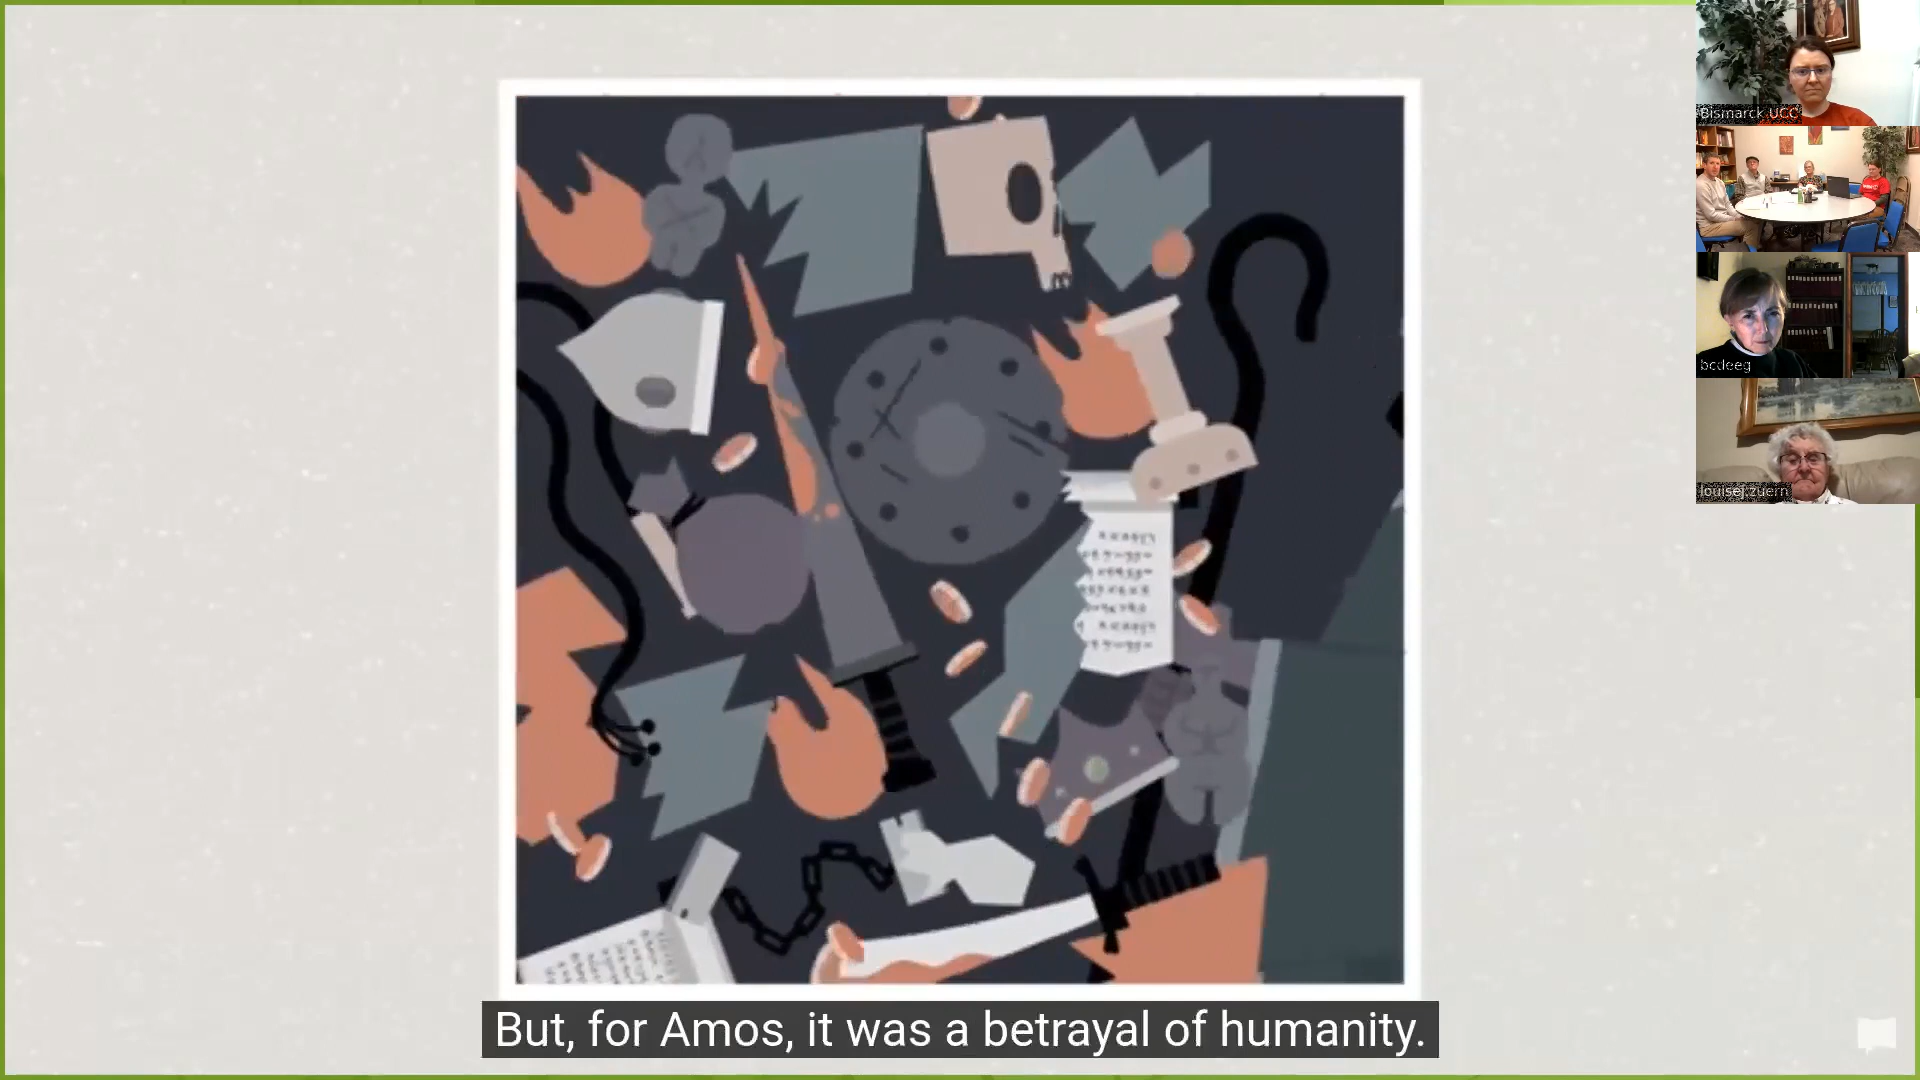 Bismarck UCC
bcdeeg
louisej.zuern
But, for Amos, it was a betrayal of humanity.